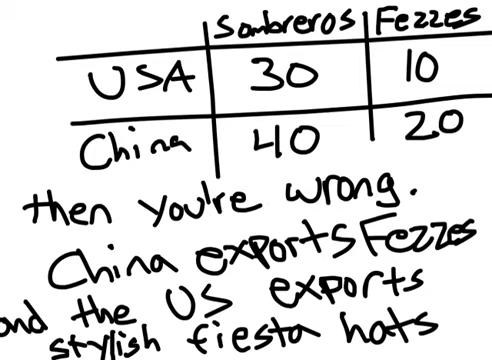 Sombreros Fezzes
USA 30 10
China 40 20
then you're wrong.
China exports Fezzes
and the US exports
stylish fiesta hats